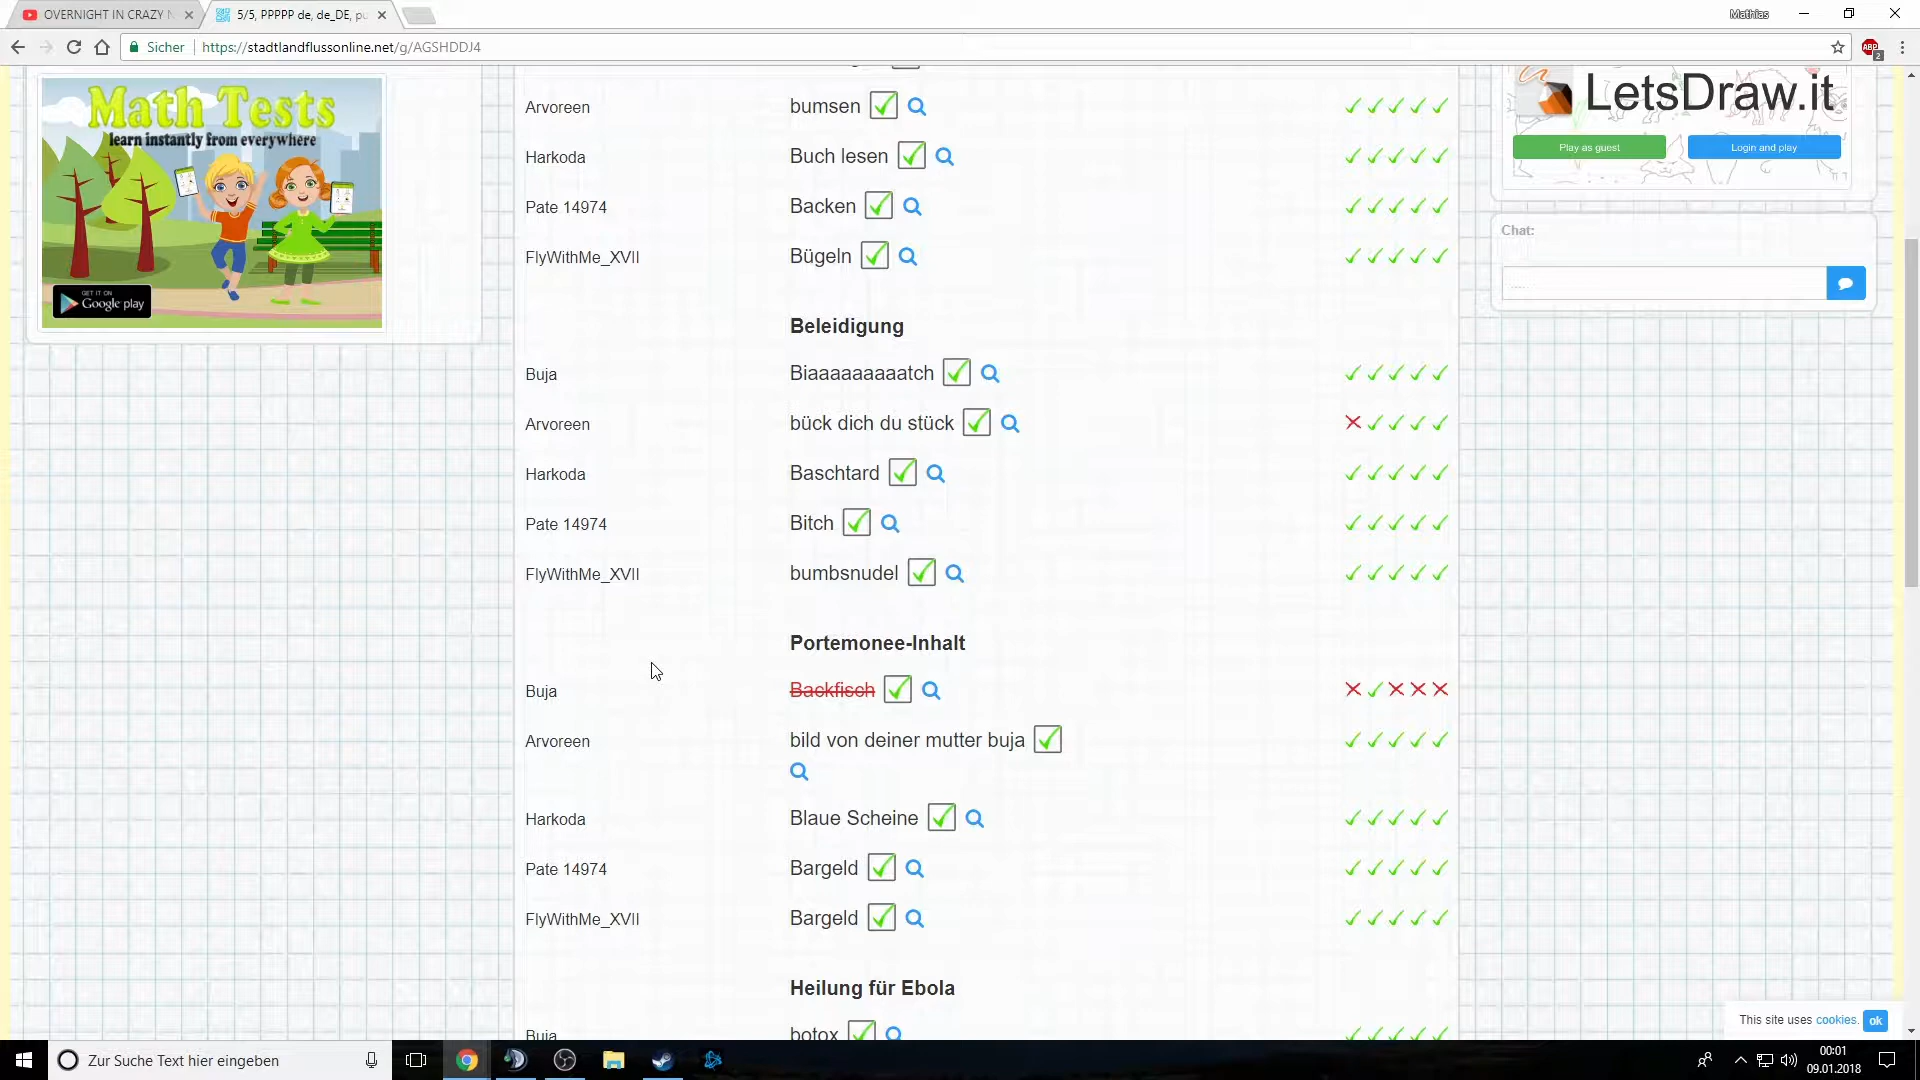 OVERNIGHT IN CRAZY N
5/5, PPPPP de, de_DE, pu
Mathias
Sicher
https://stadtlandflussonline.net/g/AGSHDDJ4
ABP
2
Math Tests
learn instantly from everywhere
GET IT ON
Google play
Arvoreen bumsen
Harkoda Buch lesen
Pate 14974 Backen
FlyWithMe_XVII Bügeln
Beleidigung
Buja Biaaaaaaaaatch
Arvoreen bück dich du stück
Harkoda Baschtard
Pate 14974 Bitch
FlyWithMe_XVII bumbsnudel
Portemonee-Inhalt
Buja Backfisch
Arvoreen bild von deiner mutter buja
Harkoda Blaue Scheine
Pate 14974 Bargeld
FlyWithMe_XVII Bargeld
Heilung für Ebola
Buja botox
LetsDraw.it
Play as guest
Login and play
Chat:
......
This site uses cookies. ok
Zur Suche Text hier eingeben
00:01
09.01.2018